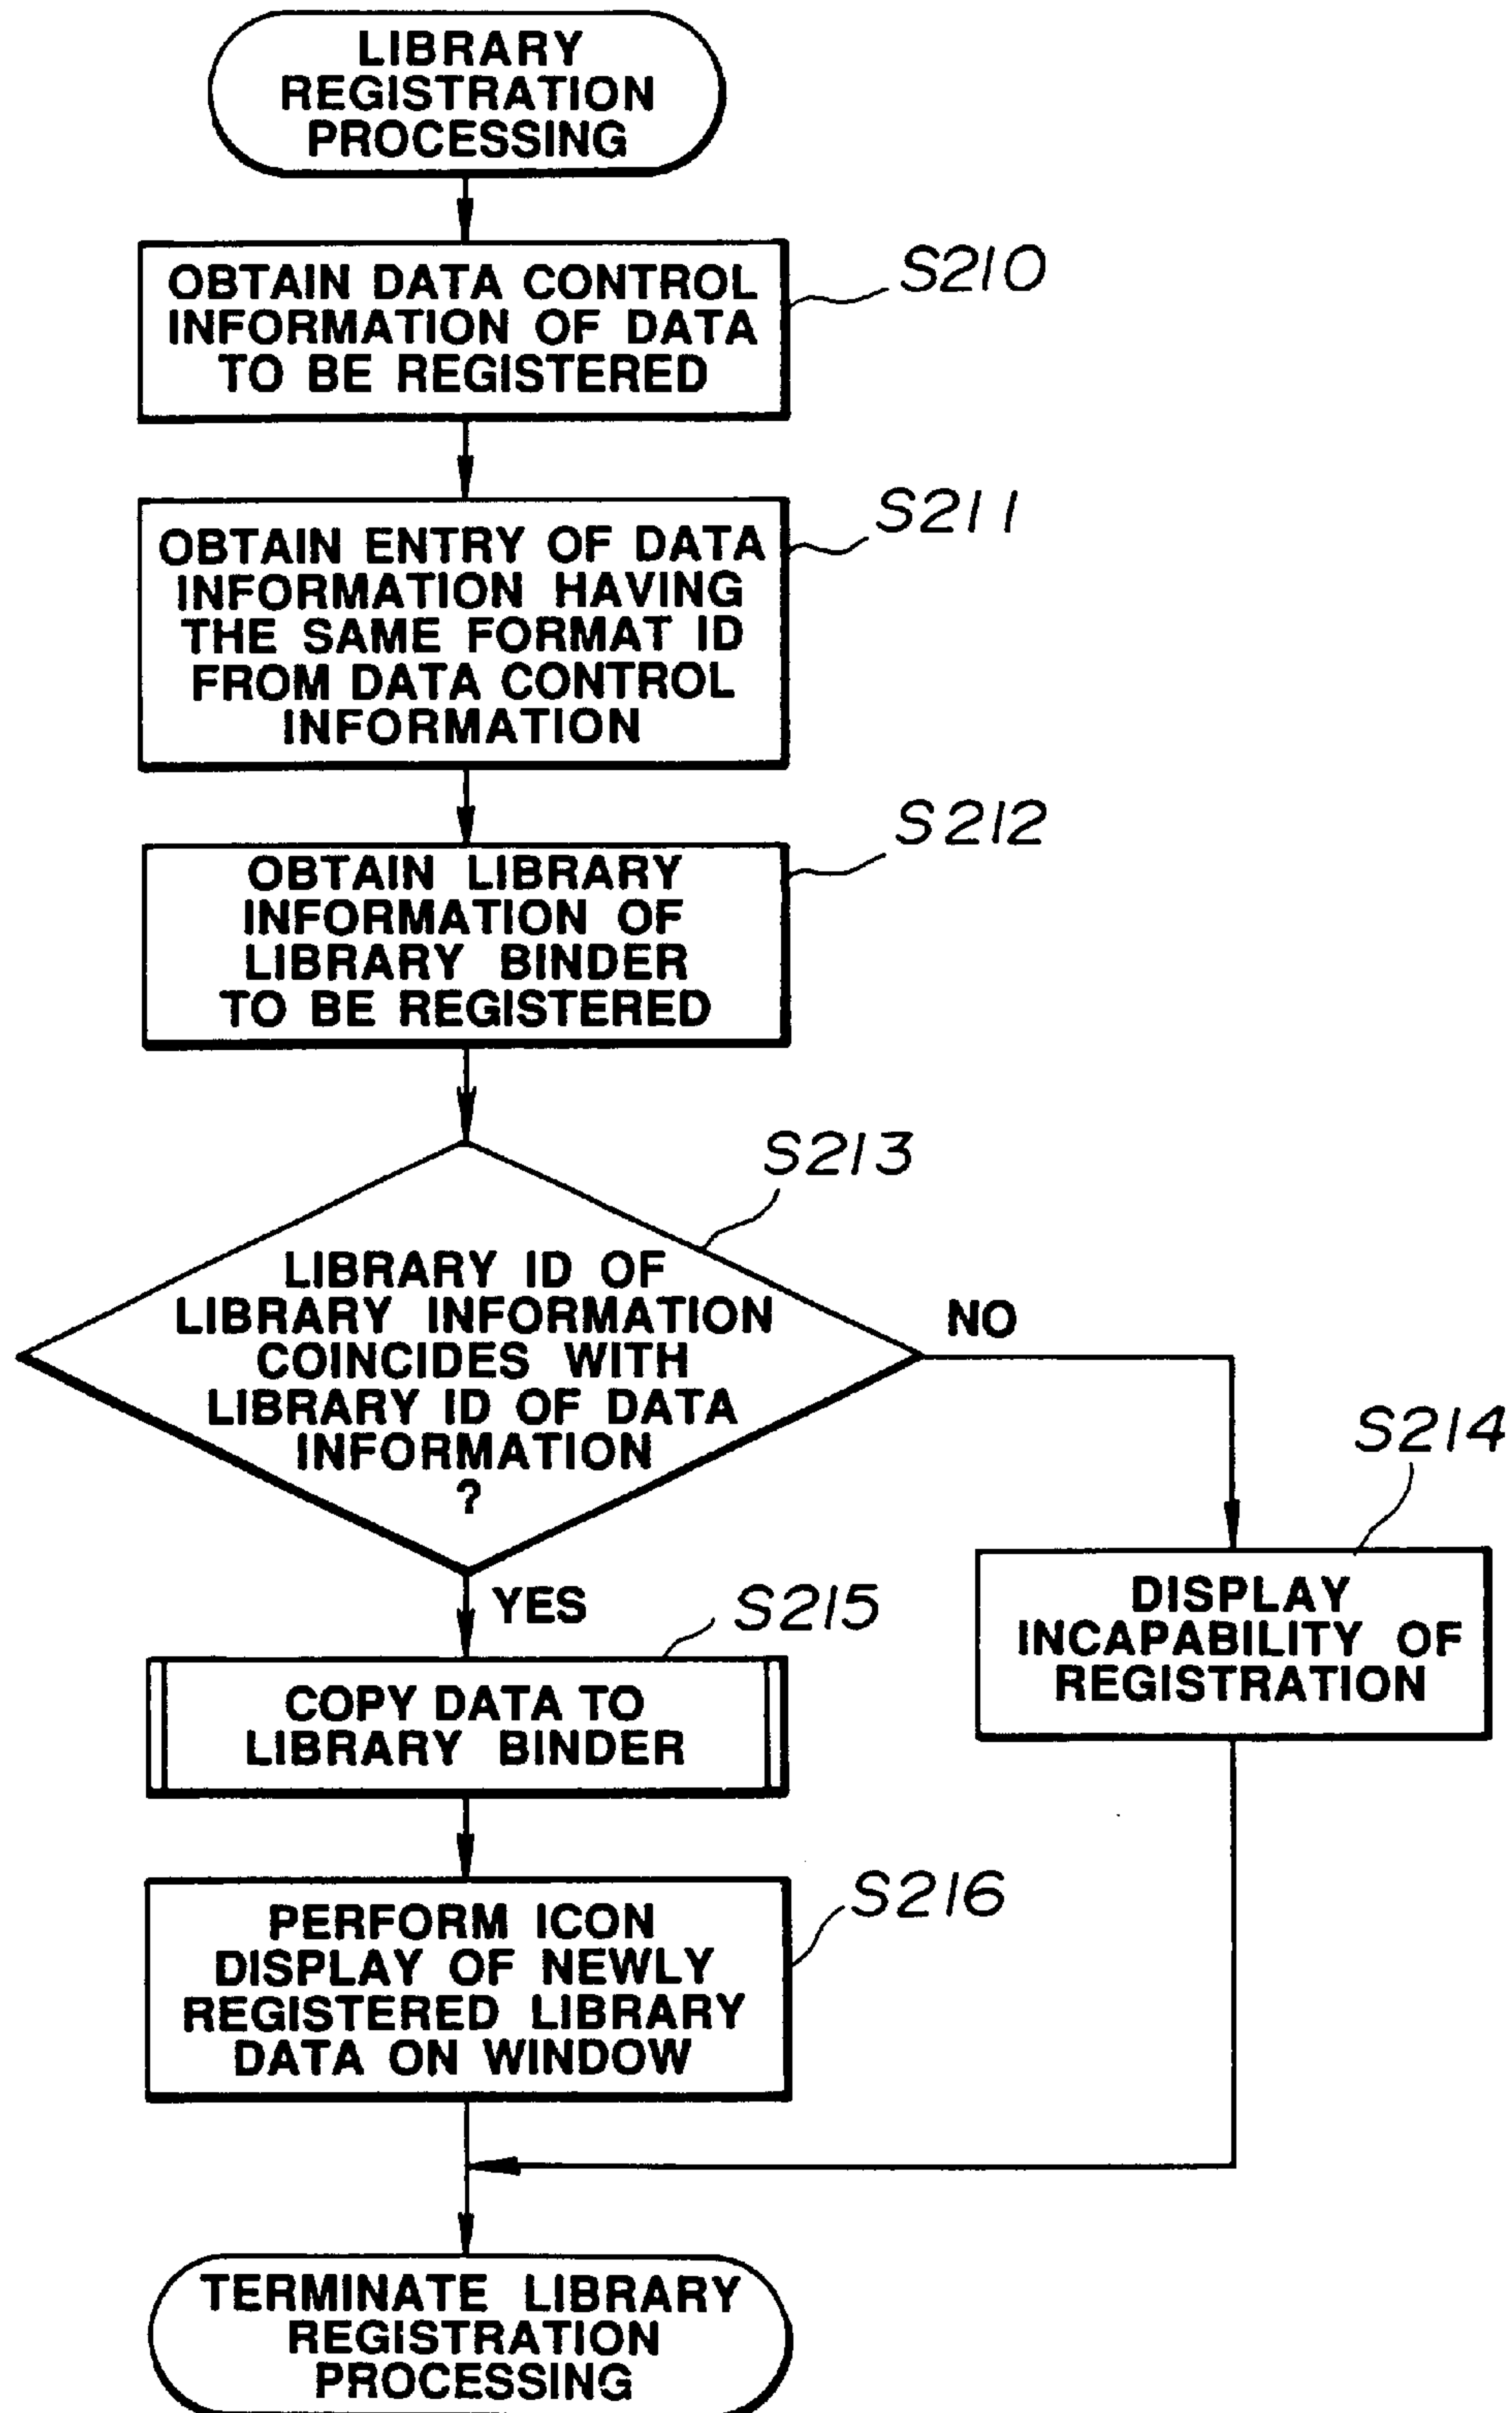 LIBRARY
REGISTRATION
PROCESSING
OBTAIN DATA CONTROL
INFORMATION OF DATA
TO BE REGISTERED
S210
OBTAIN ENTRY OF DATA
INFORMATION HAVING
THE SAME FORMAT ID
FROM DATA CONTROL
INFORMATION
S211
OBTAIN LIBRARY
INFORMATION OF
LIBRARY BINDER
TO BE REGISTERED
S212
LIBRARY ID OF
LIBRARY INFORMATION
COINCIDES WITH
LIBRARY ID OF DATA
INFORMATION
?
S213
NO
S214
DISPLAY
INCAPABILITY OF
REGISTRATION
YES
S215
COPY DATA TO
LIBRARY BINDER
S216
PERFORM ICON
DISPLAY OF NEWLY
REGISTERED LIBRARY
DATA ON WINDOW
TERMINATE LIBRARY
REGISTRATION
PROCESSING